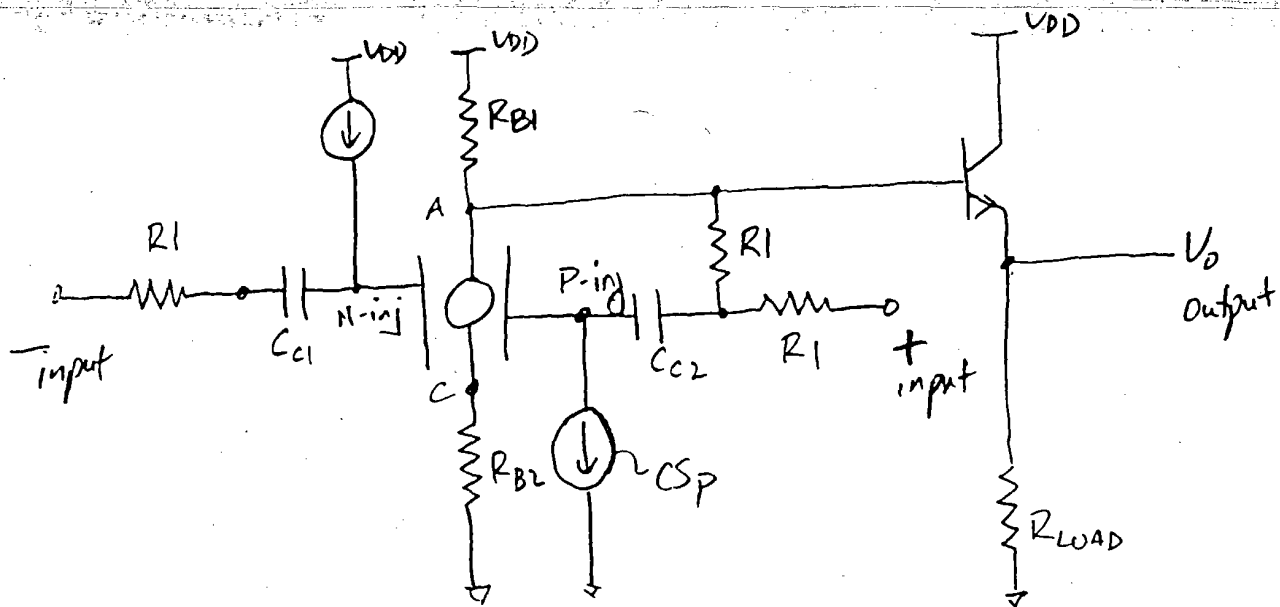 VDD
VDD
VDD
RB1
A
R1
R1
P-inj
N-inj
CC1
CC2
R1
- input
+ input
Vo
output
C
RB2
CSp
RLOAD